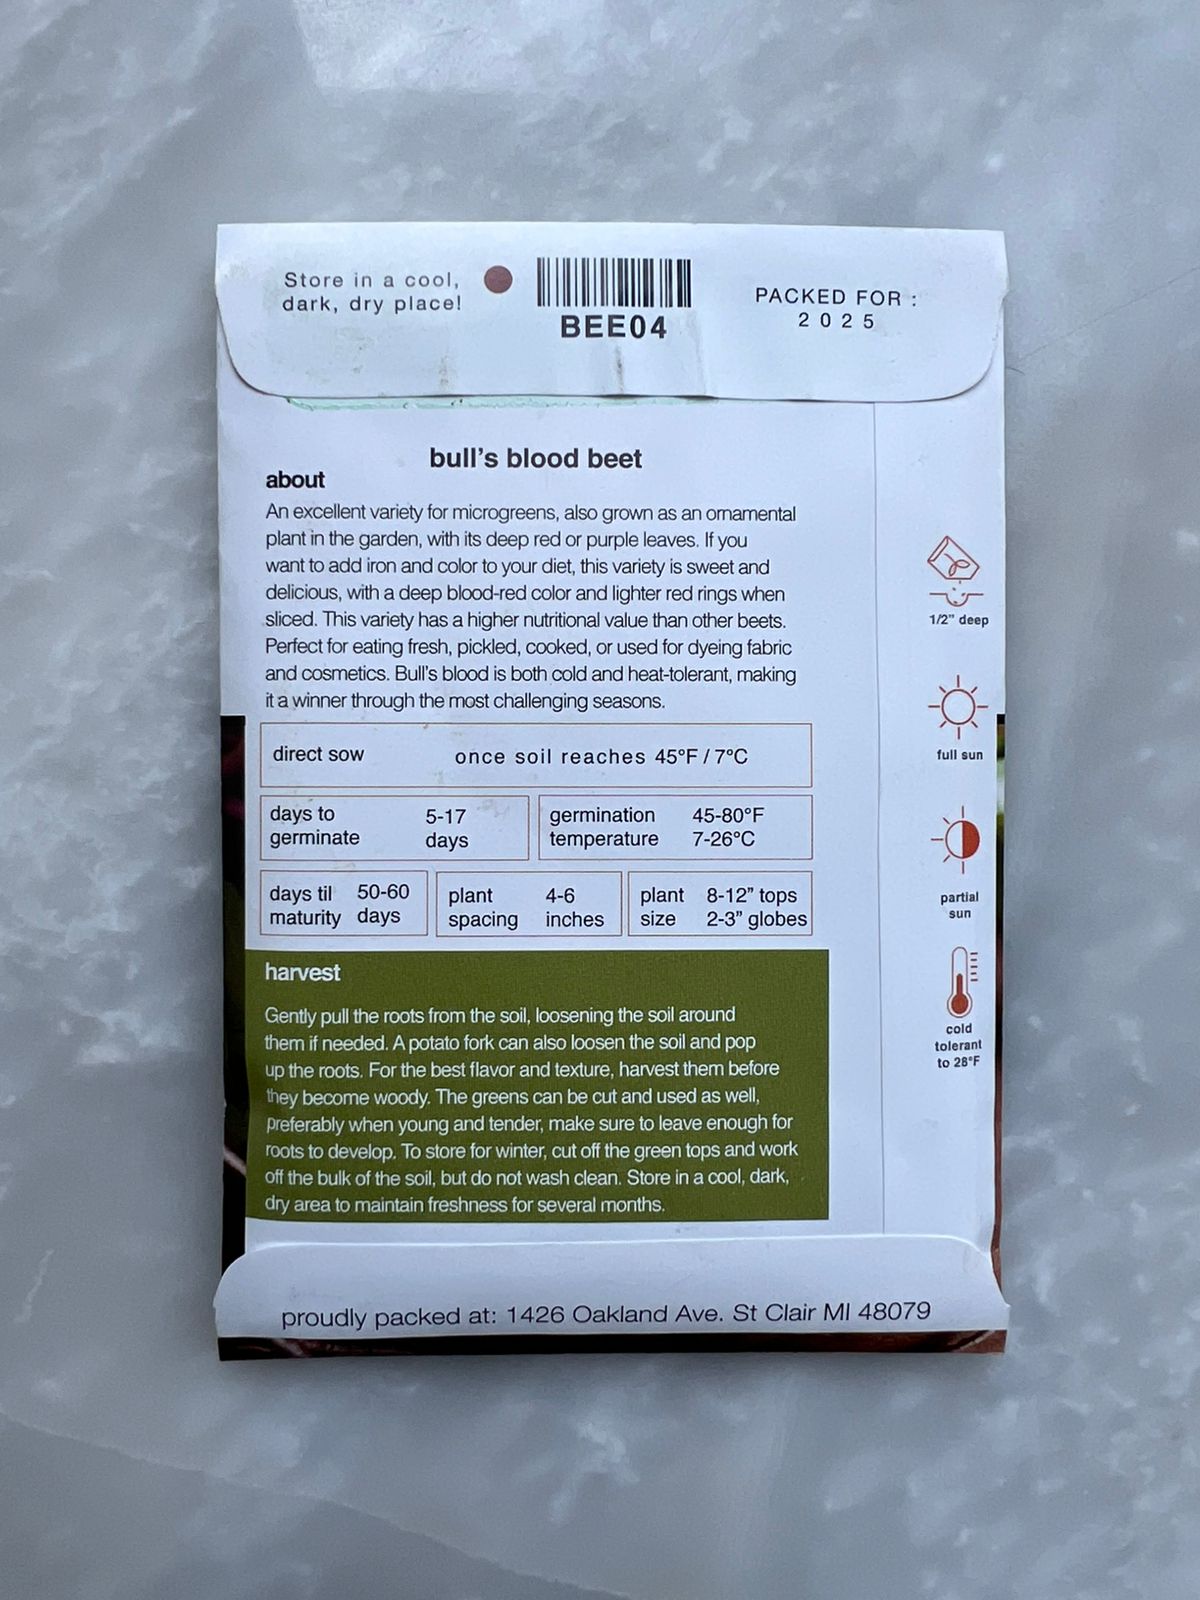 Store in a cool,
dark, dry place!
BEE04
PACKED FOR :
2025
bull's blood beet
about
An excellent variety for microgreens, also grown as an ornamental
plant in the garden, with its deep red or purple leaves. If you
want to add iron and color to your diet, this variety is sweet and
delicious, with a deep blood-red color and lighter red rings when
sliced. This variety has a higher nutritional value than other beets.
Perfect for eating fresh, pickled, cooked, or used for dyeing fabric
and cosmetics. Bull's blood is both cold and heat-tolerant, making
it a winner through the most challenging seasons.
direct sow once soil reaches 45°F / 7°C
days to
germinate
5-17
days
germination
temperature
45-80°F
7-26°C
days til
maturity
50-60
days
plant
spacing
4-6
inches
plant
size
8-12" tops
2-3" globes
harvest
Gently pull the roots from the soil, loosening the soil around
them if needed. A potato fork can also loosen the soil and pop
up the roots. For the best flavor and texture, harvest them before
they become woody. The greens can be cut and used as well,
preferably when young and tender, make sure to leave enough for
roots to develop. To store for winter, cut off the green tops and work
off the bulk of the soil, but do not wash clean. Store in a cool, dark,
dry area to maintain freshness for several months.
1/2" deep
full sun
partial
sun
cold
tolerant
to 28°F
proudly packed at: 1426 Oakland Ave. St Clair MI 48079